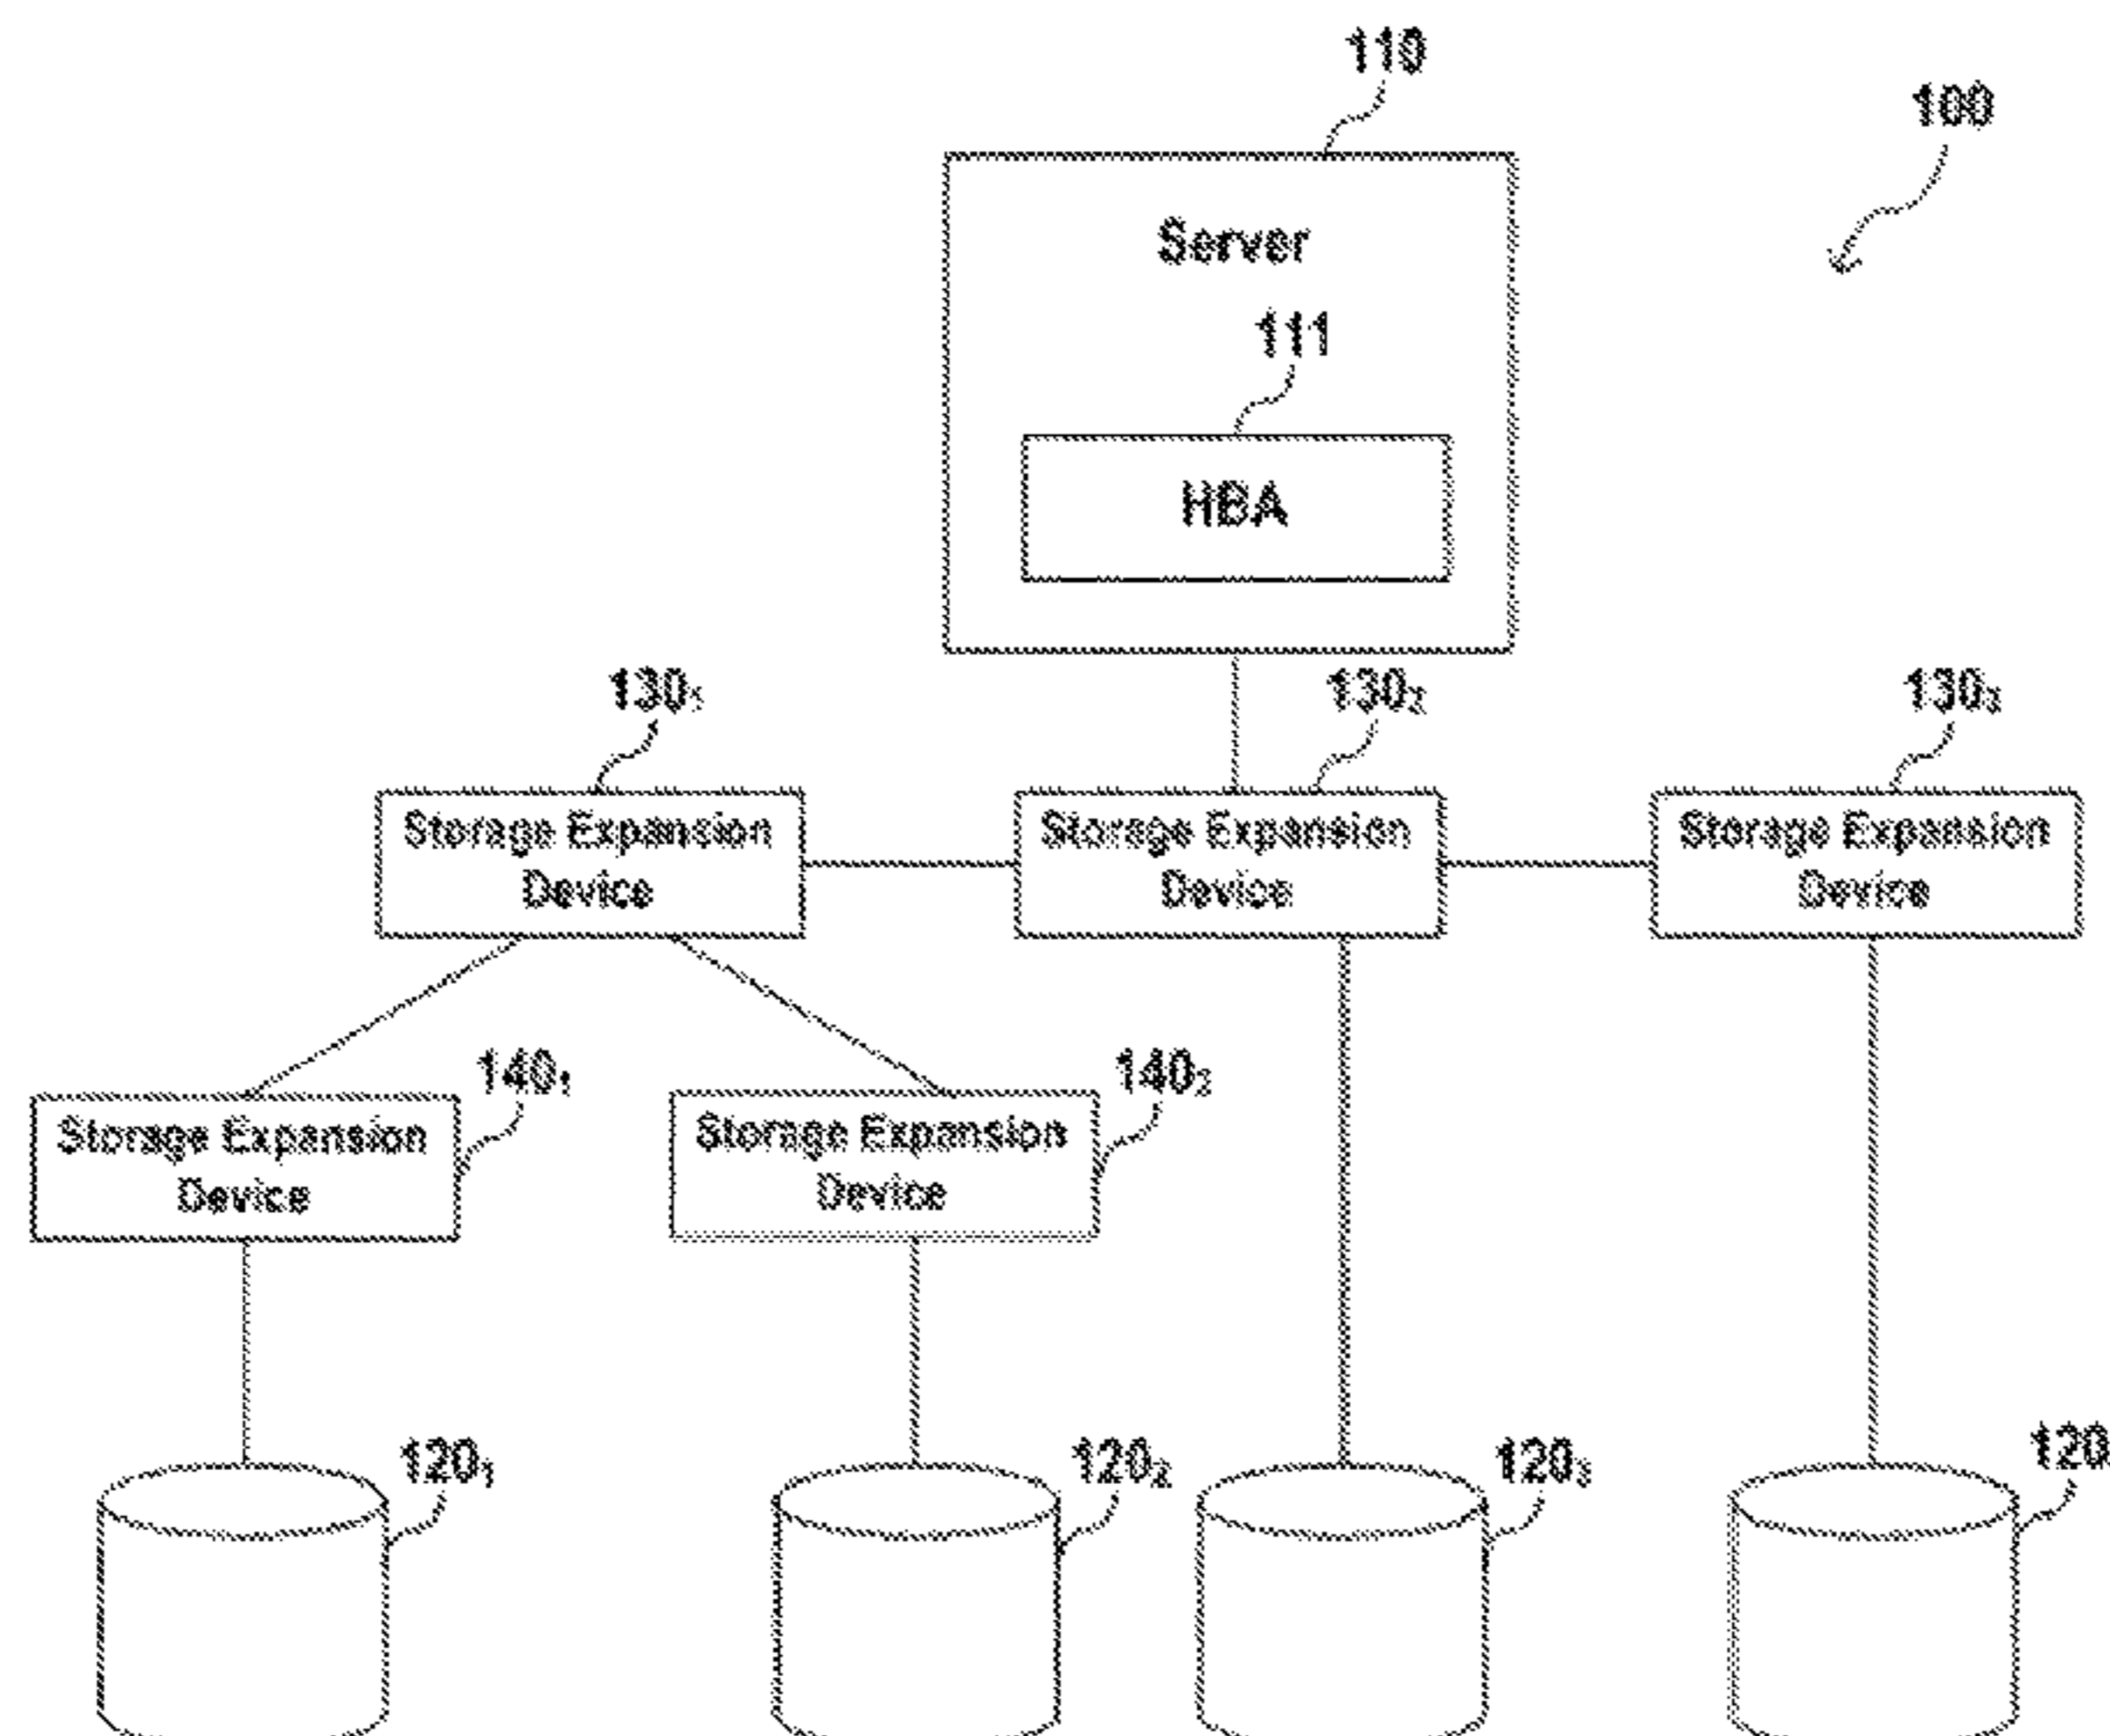 110
100
Server
111
HBA
130₁
130₂
130₃
Storage Expansion
Device
Storage Expansion
Device
Storage Expansion
Device
140₁
140₂
Storage Expansion
Device
Storage Expansion
Device
120₁
120₂
120₃
120